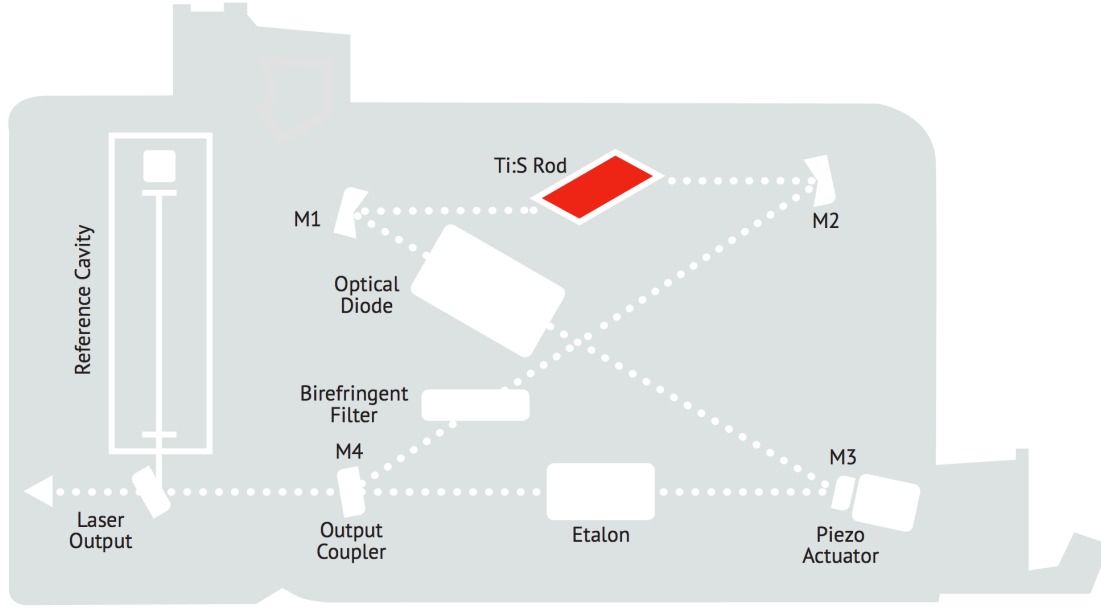 Ti:S Rod
M1
M2
Reference Cavity
Optical
Diode
Birefringent
Filter
M4
M3
Laser
Output
Output
Coupler
Etalon
Piezo
Actuator